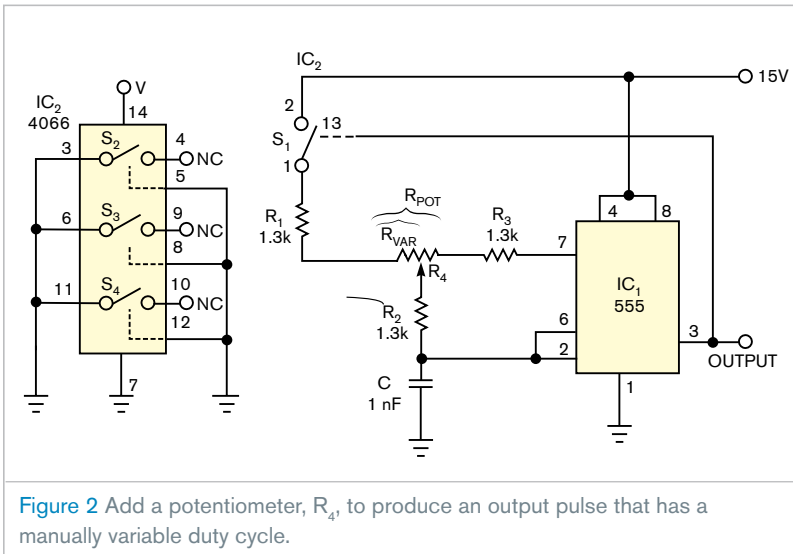 IC2
4066
V
14
3
S2
4
NC
5
6
S3
9
NC
8
11
S4
10
NC
12
7
IC2
15V
2
13
S1
1
R1
1.3k
RPOT
RVAR
R4
R3
1.3k
R2
1.3k
C
1 nF
4
8
7
IC1
555
6
2
3
OUTPUT
1
Figure 2 Add a potentiometer, R4, to produce an output pulse that has a
manually variable duty cycle.